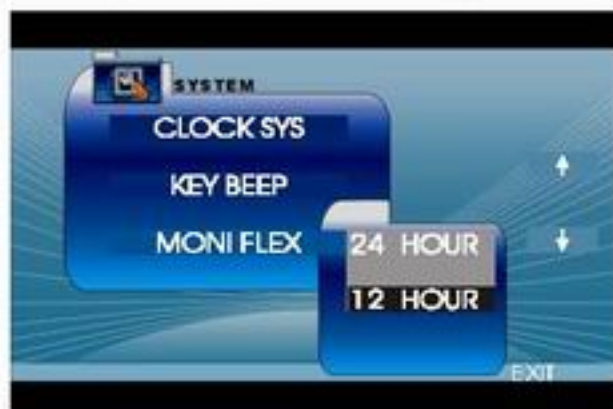 SYSTEM
CLOCK SYS
KEY BEEP
MONI FLEX
24 HOUR
12 HOUR
EXIT